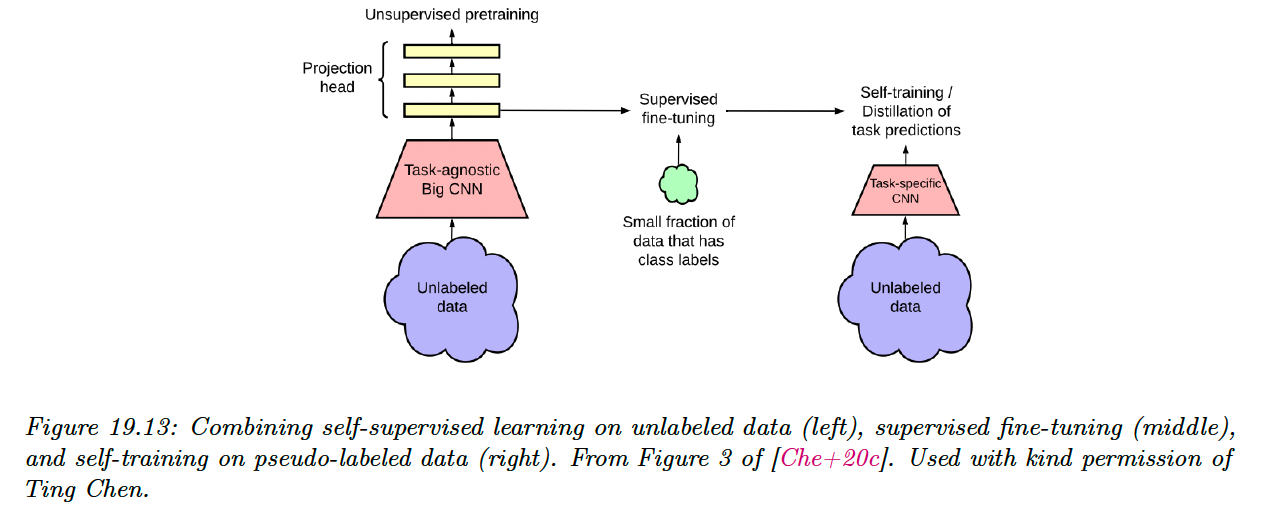 Unsupervised pretraining
Projection
head
Task-agnostic
Big CNN
Unlabeled
data
Supervised
fine-tuning
Small fraction of
data that has
class labels
Self-training /
Distillation of
task predictions
Task-specific
CNN
Unlabeled
data
Figure 19.13: Combining self-supervised learning on unlabeled data (left), supervised fine-tuning (middle),
and self-training on pseudo-labeled data (right). From Figure 3 of [Che+20c]. Used with kind permission of
Ting Chen.